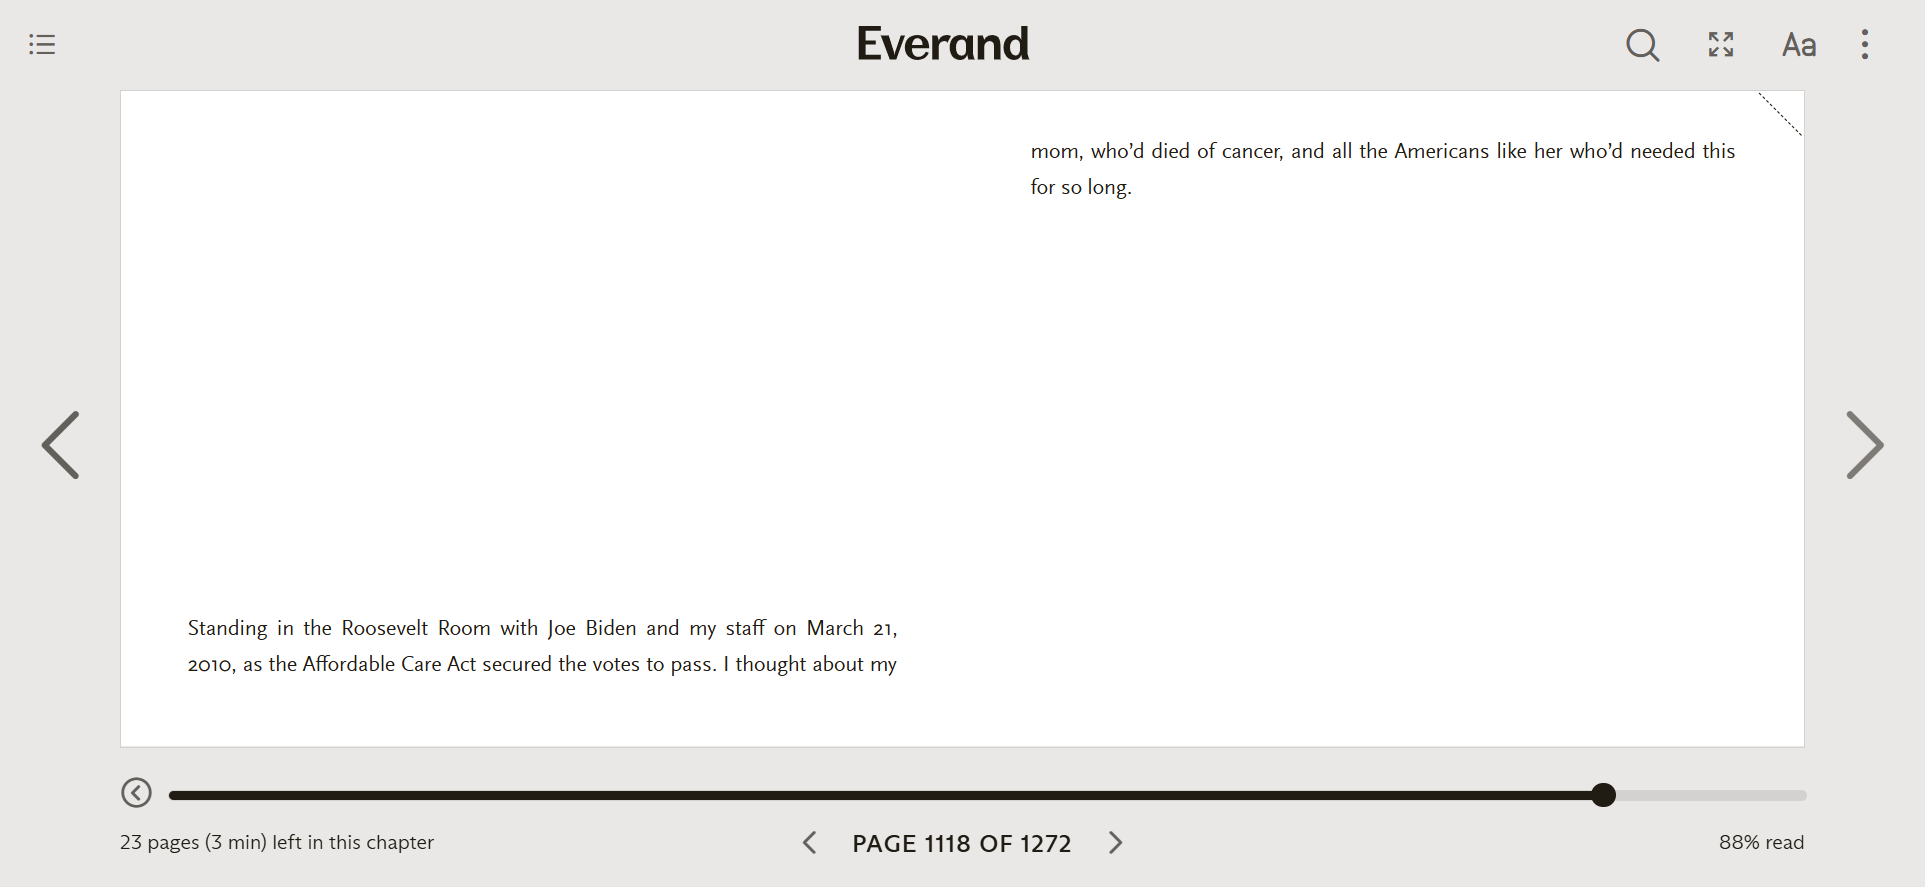 Everand
Aa
Standing in the Roosevelt Room with Joe Biden and my staff on March 21,
2010, as the Affordable Care Act secured the votes to pass. I thought about my
mom, who’d died of cancer, and all the Americans like her who’d needed this
for so long.
23 pages (3 min) left in this chapter
PAGE 1118 OF 1272
88% read